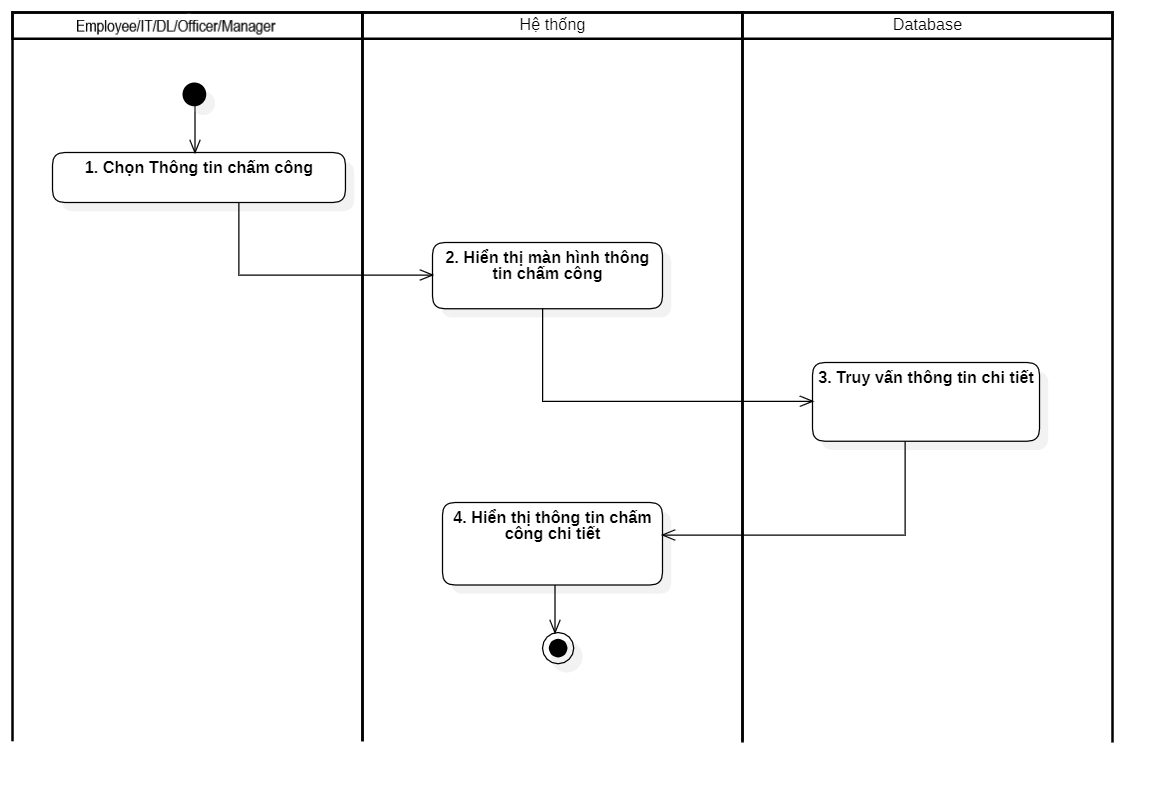 Employee/IT/DL/Officer/Manager
Hệ thống
Database
1. Chọn Thông tin chấm công
2. Hiển thị màn hình thông
tin chấm công
3. Truy vấn thông tin chi tiết
4. Hiển thị thông tin chấm
công chi tiết